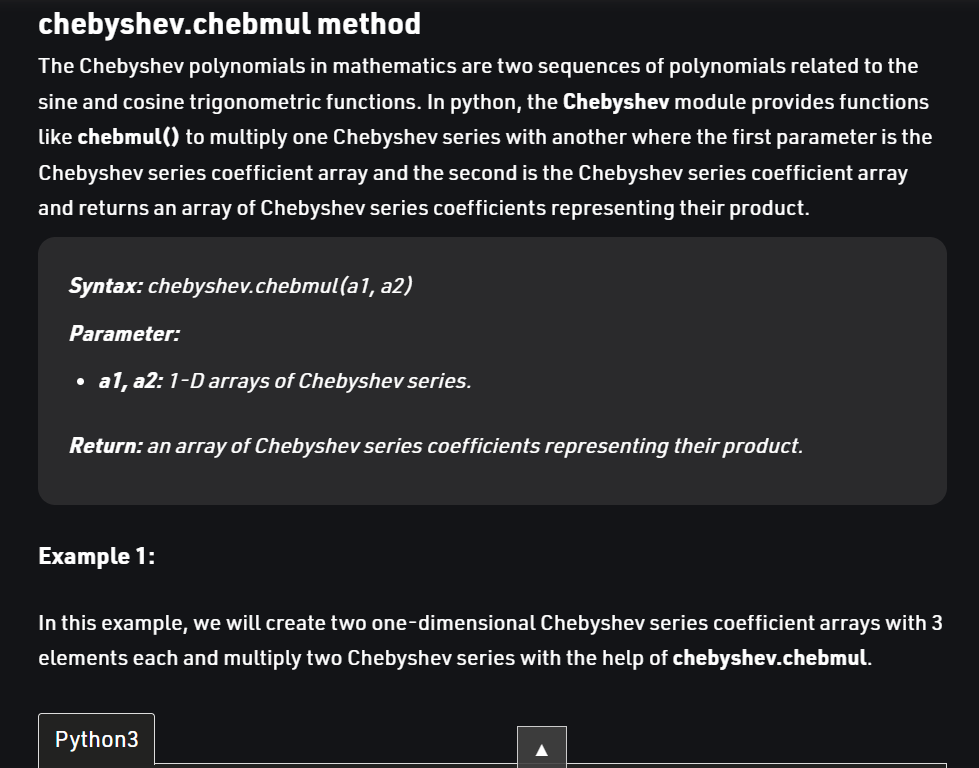 chebyshev.chebmul method
The Chebyshev polynomials in mathematics are two sequences of polynomials related to the
sine and cosine trigonometric functions. In python, the Chebyshev module provides functions
like chebmul() to multiply one Chebyshev series with another where the first parameter is the
Chebyshev series coefficient array and the second is the Chebyshev series coefficient array
and returns an array of Chebyshev series coefficients representing their product.
Syntax: chebyshev.chebmul(a1, a2)
Parameter:
• a1, a2: 1-D arrays of Chebyshev series.
Return: an array of Chebyshev series coefficients representing their product.
Example 1:
In this example, we will create two one-dimensional Chebyshev series coefficient arrays with 3
elements each and multiply two Chebyshev series with the help of chebyshev.chebmul.
Python3
▲